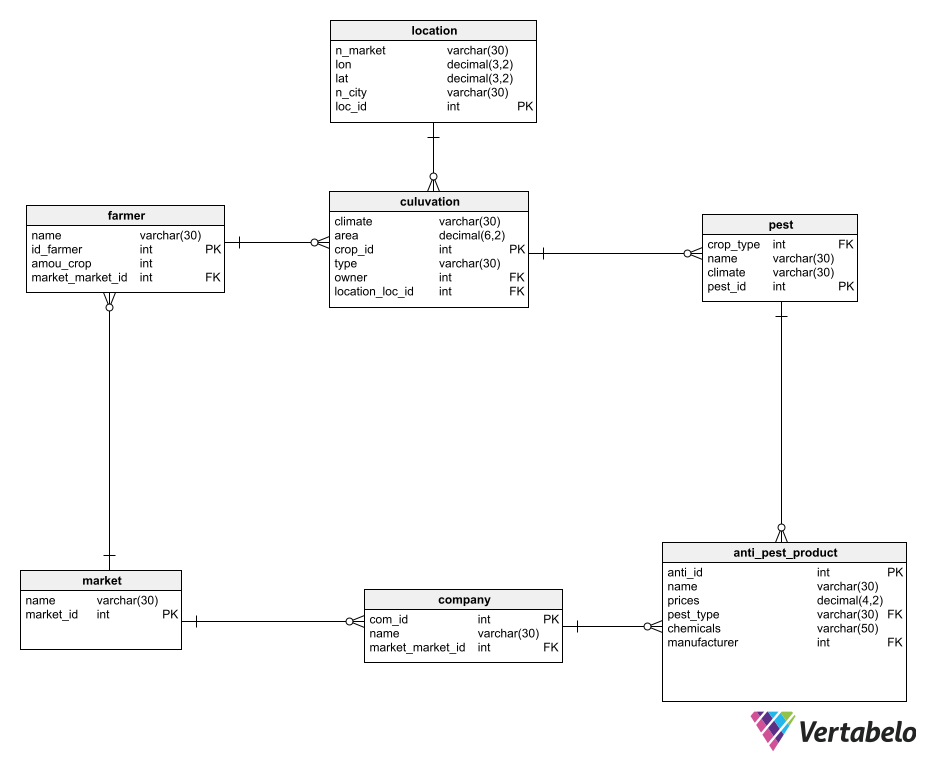 location
n_market varchar(30)
lon decimal(3,2)
lat decimal(3,2)
n_city varchar(30)
loc_id int PK
farmer
name varchar(30)
id_farmer int PK
amou_crop int
market_market_id int FK
culuvation
climate varchar(30)
area decimal(6,2)
crop_id int PK
type varchar(30)
owner int FK
location_loc_id int FK
pest
crop_type int FK
name varchar(30)
climate varchar(30)
pest_id int PK
market
name varchar(30)
market_id int PK
company
com_id int PK
name varchar(30)
market_market_id int FK
anti_pest_product
anti_id int PK
name varchar(30)
prices decimal(4,2)
pest_type varchar(30) FK
chemicals varchar(50)
manufacturer int FK
Vertabelo